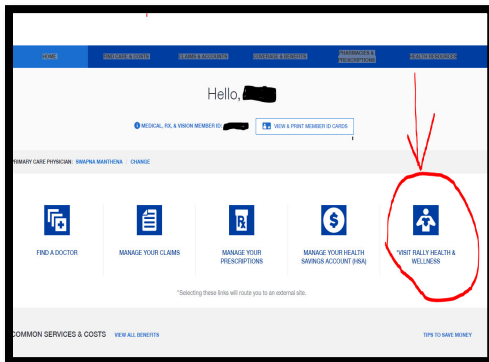 HOME FIND CARE & COSTS CLAIMS & ACCOUNTS COVERAGE & BENEFITS PHARMACIES & PRESCRIPTIONS HEALTH RESOURCES
Hello,
MEDICAL, RX, & VISION MEMBER ID: VIEW & PRINT MEMBER ID CARDS
PRIMARY CARE PHYSICIAN: SWAPNA MANTHENA CHANGE
FIND A DOCTOR
MANAGE YOUR CLAIMS
MANAGE YOUR
PRESCRIPTIONS
MANAGE YOUR HEALTH
SAVINGS ACCOUNT (HSA)
*VISIT RALLY HEALTH &
WELLNESS
*Selecting these links will route you to an external site.
COMMON SERVICES & COSTS VIEW ALL BENEFITS TIPS TO SAVE MONEY